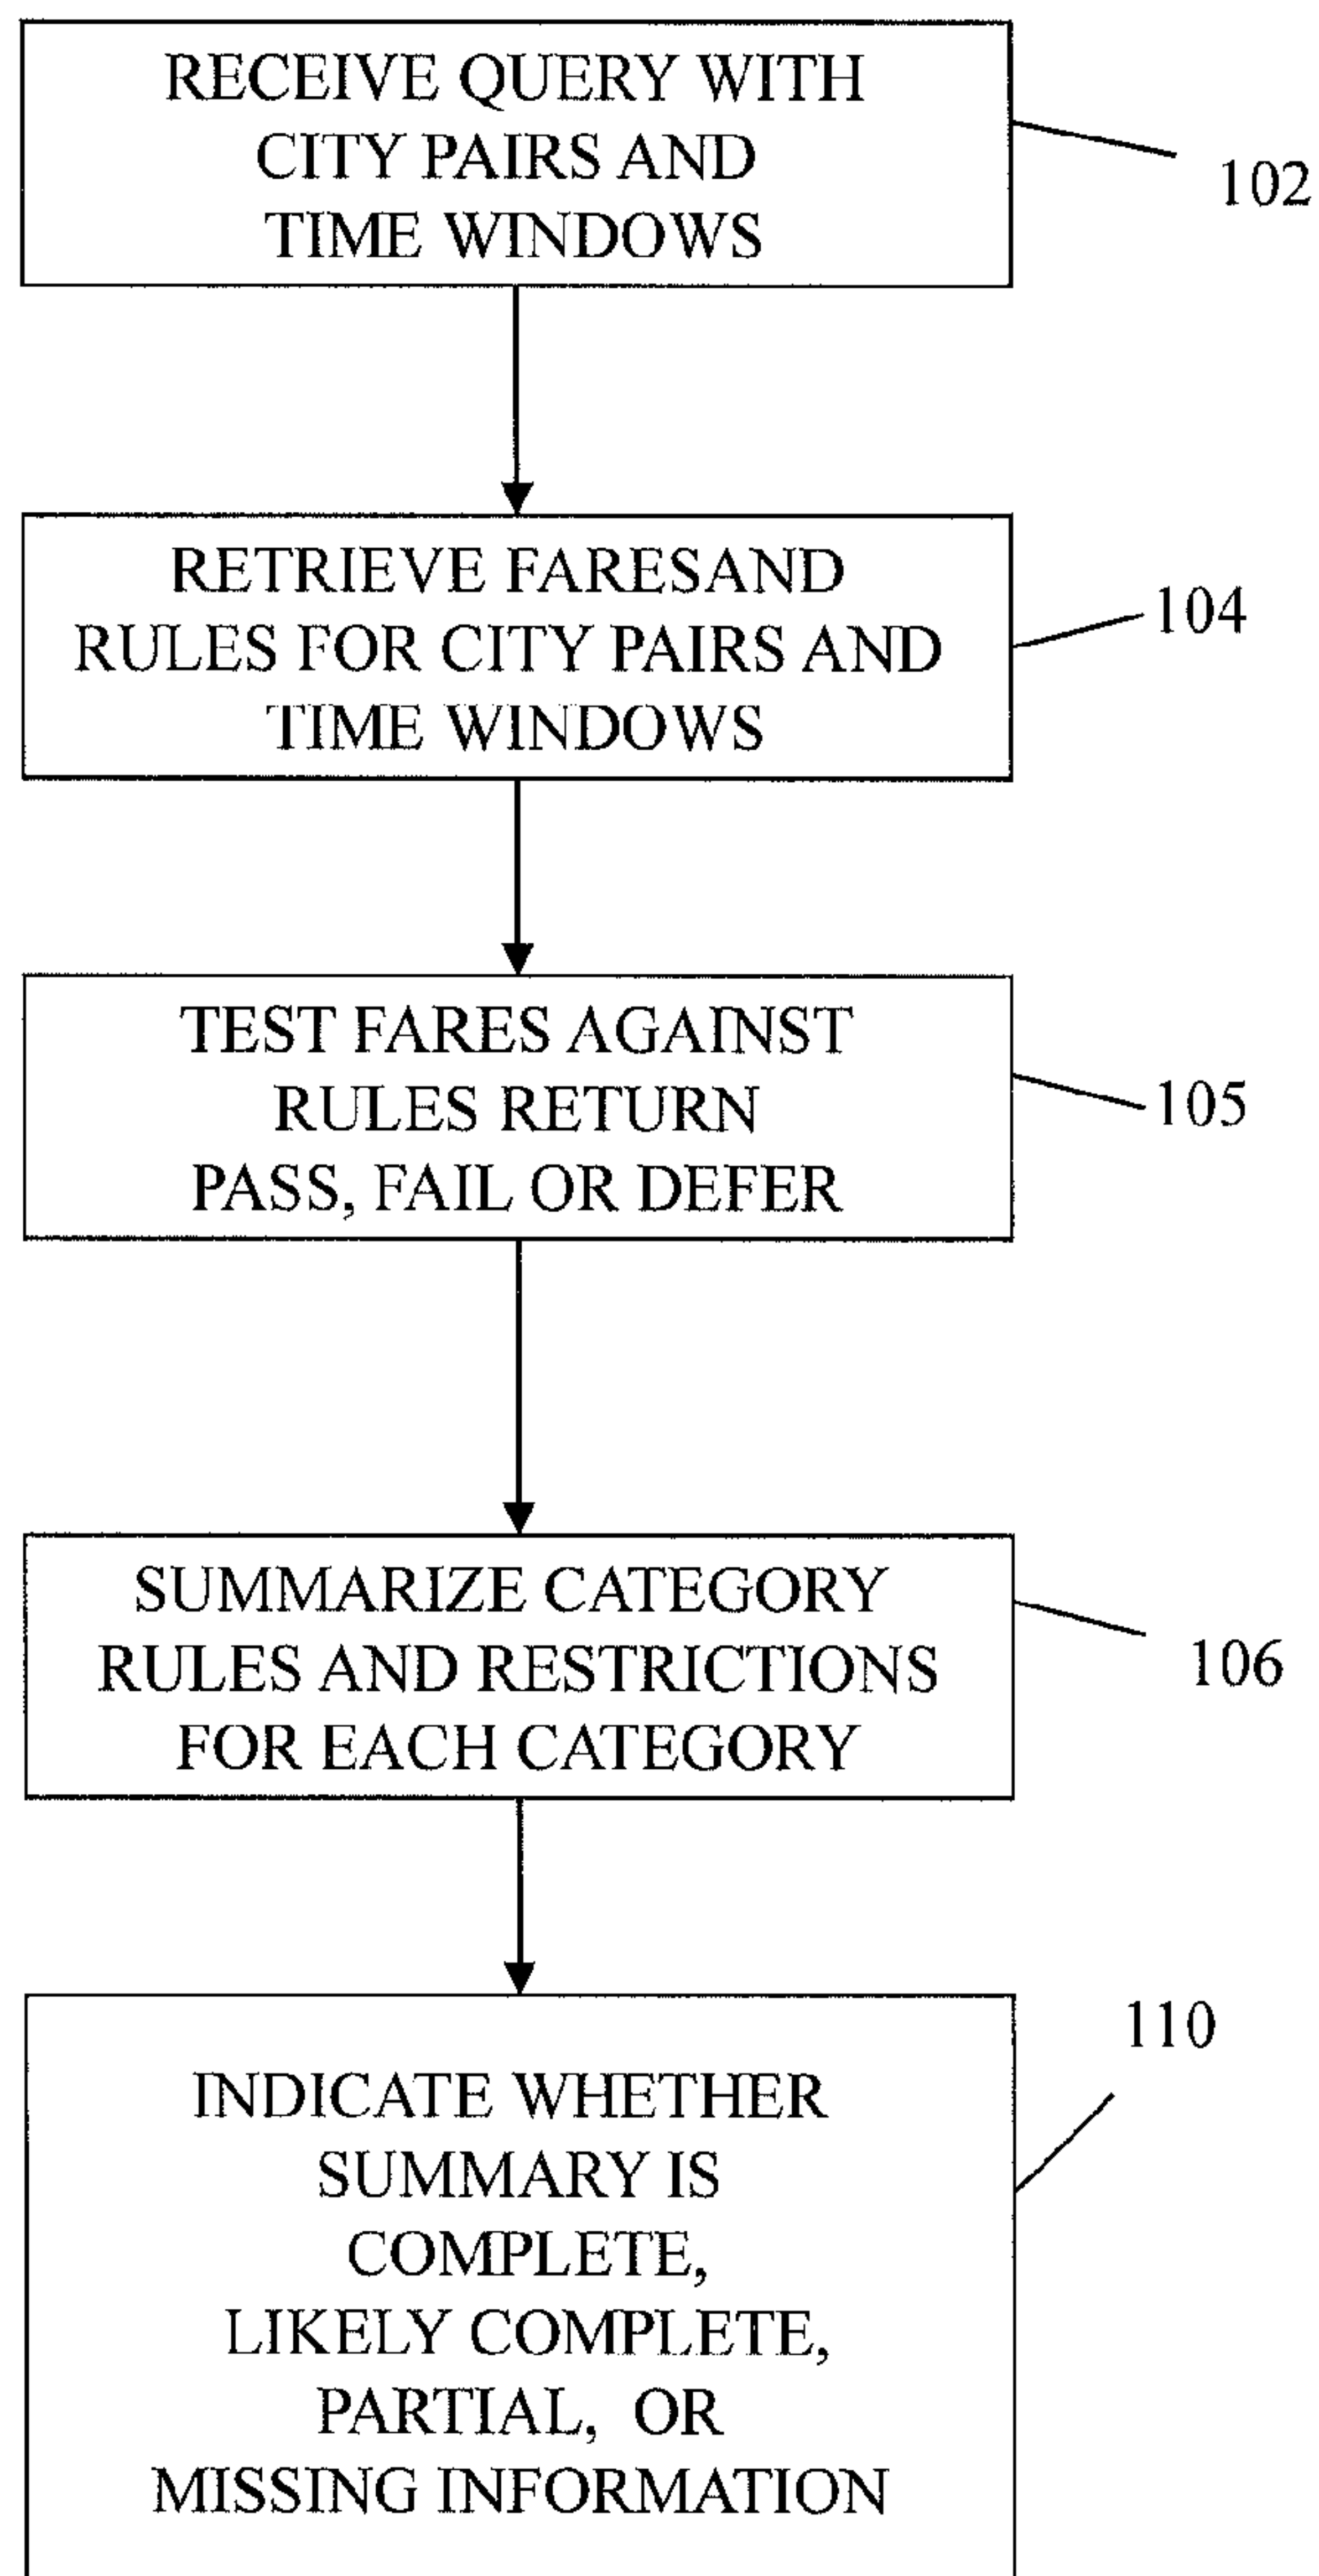 RECEIVE QUERY WITH
CITY PAIRS AND
TIME WINDOWS
102
RETRIEVE FARESAND
RULES FOR CITY PAIRS AND
TIME WINDOWS
104
TEST FARES AGAINST
RULES RETURN
PASS, FAIL OR DEFER
105
SUMMARIZE CATEGORY
RULES AND RESTRICTIONS
FOR EACH CATEGORY
106
110
INDICATE WHETHER
SUMMARY IS
COMPLETE,
LIKELY COMPLETE,
PARTIAL, OR
MISSING INFORMATION